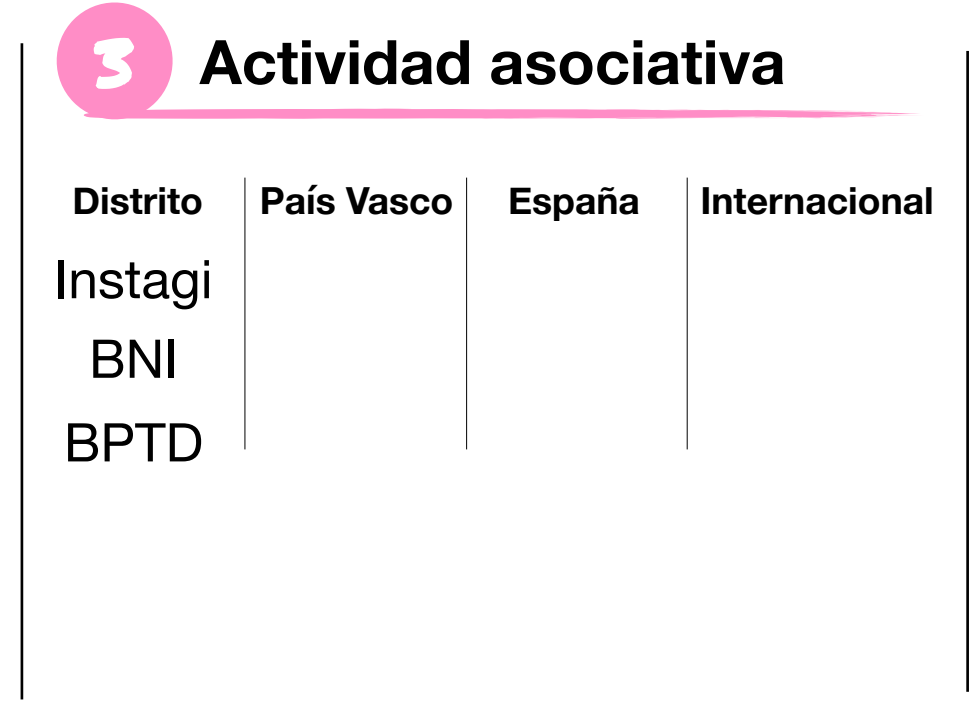 3 Actividad asociativa
Distrito País Vasco España Internacional
Instagi
BNI
BPTD